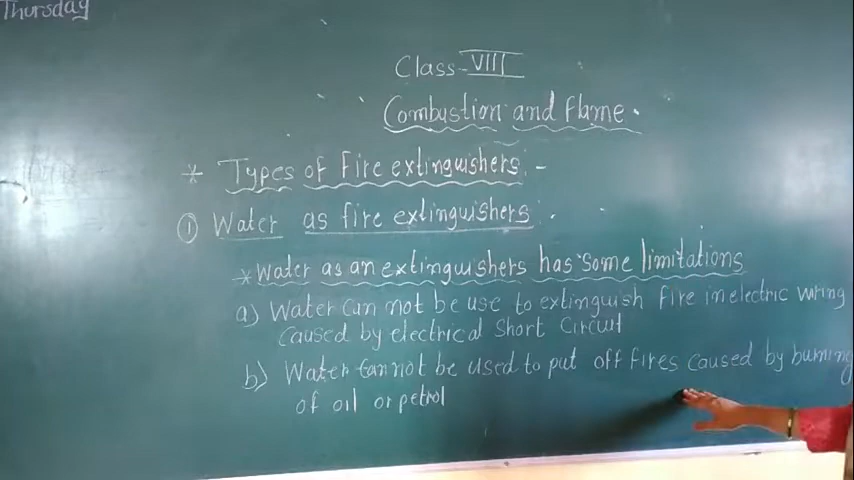 Thursday
Class - VIII
Combustion and Flame.
* Types of Fire extinguishers: -
① Water as fire extinguishers:.
* Water as an extinguishers has some limitations
a) Water can not be use to extinguish fire in electric wiring
caused by electrical short circuit
b) Water cannot be used to put off fires caused by burning
of oil or petrol